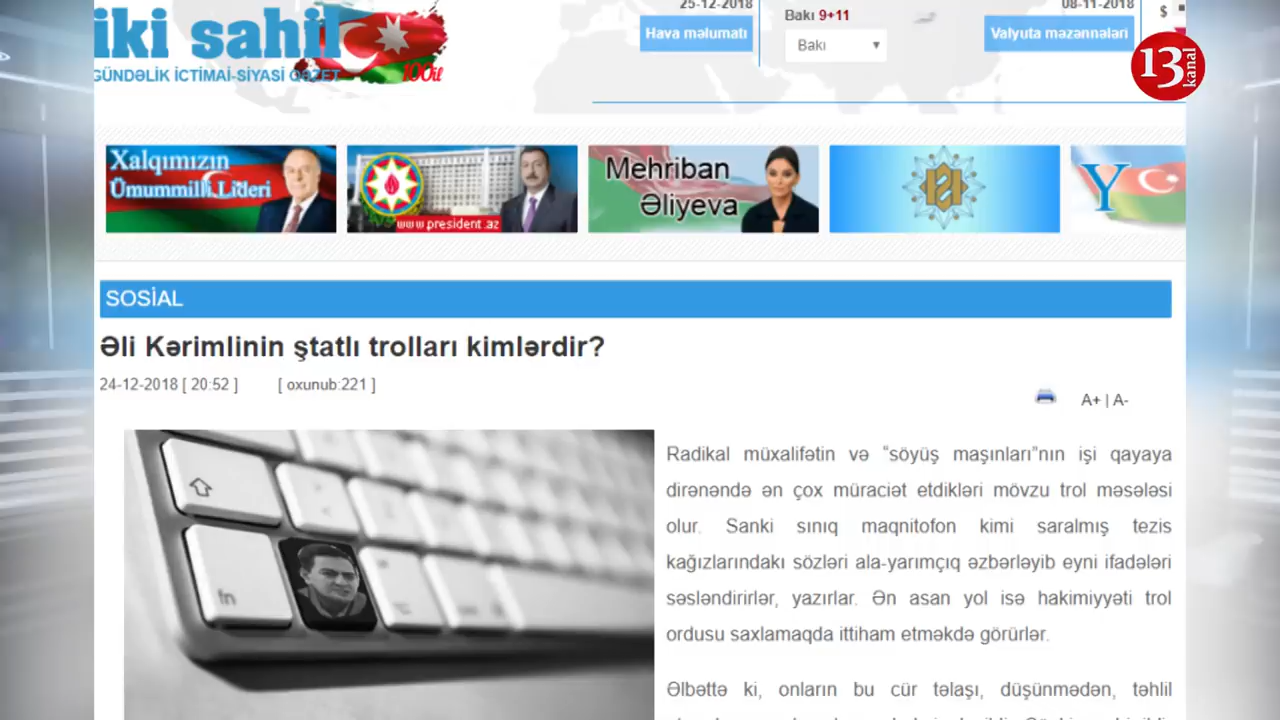 iki sahil
GÜNDƏLİK İCTİMAİ-SİYASİ QƏZET
100il
25-12-2018
Hava məlumatı
Bakı 9+11
Bakı
08-11-2018
Valyuta məzənnələri
$
13
kanal
Xalqımızın
Ümummilli Lideri
www.president.az
Mehriban
Əliyeva
Y
SOSİAL
Əli Kərimlinin ştatlı trolları kimlərdir?
24-12-2018 [ 20:52 ]
[ oxunub:221 ]
A+ | A-
fn
Radikal müxalifətin və “söyüş maşınları”nın işi qayaya
dirənəndə ən çox müraciət etdikləri mövzu trol məsələsi
olur. Sanki sınıq maqnitofon kimi saralmış tezis
kağızlarındakı sözləri ala-yarımçıq əzbərləyib eyni ifadələri
səsləndirirlər, yazırlar. Ən asan yol isə hakimiyyəti trol
ordusu saxlamaqda ittiham etməkdə görürlər.
Əlbəttə ki, onların bu cür təlaşı, düşünmədən, təhlil